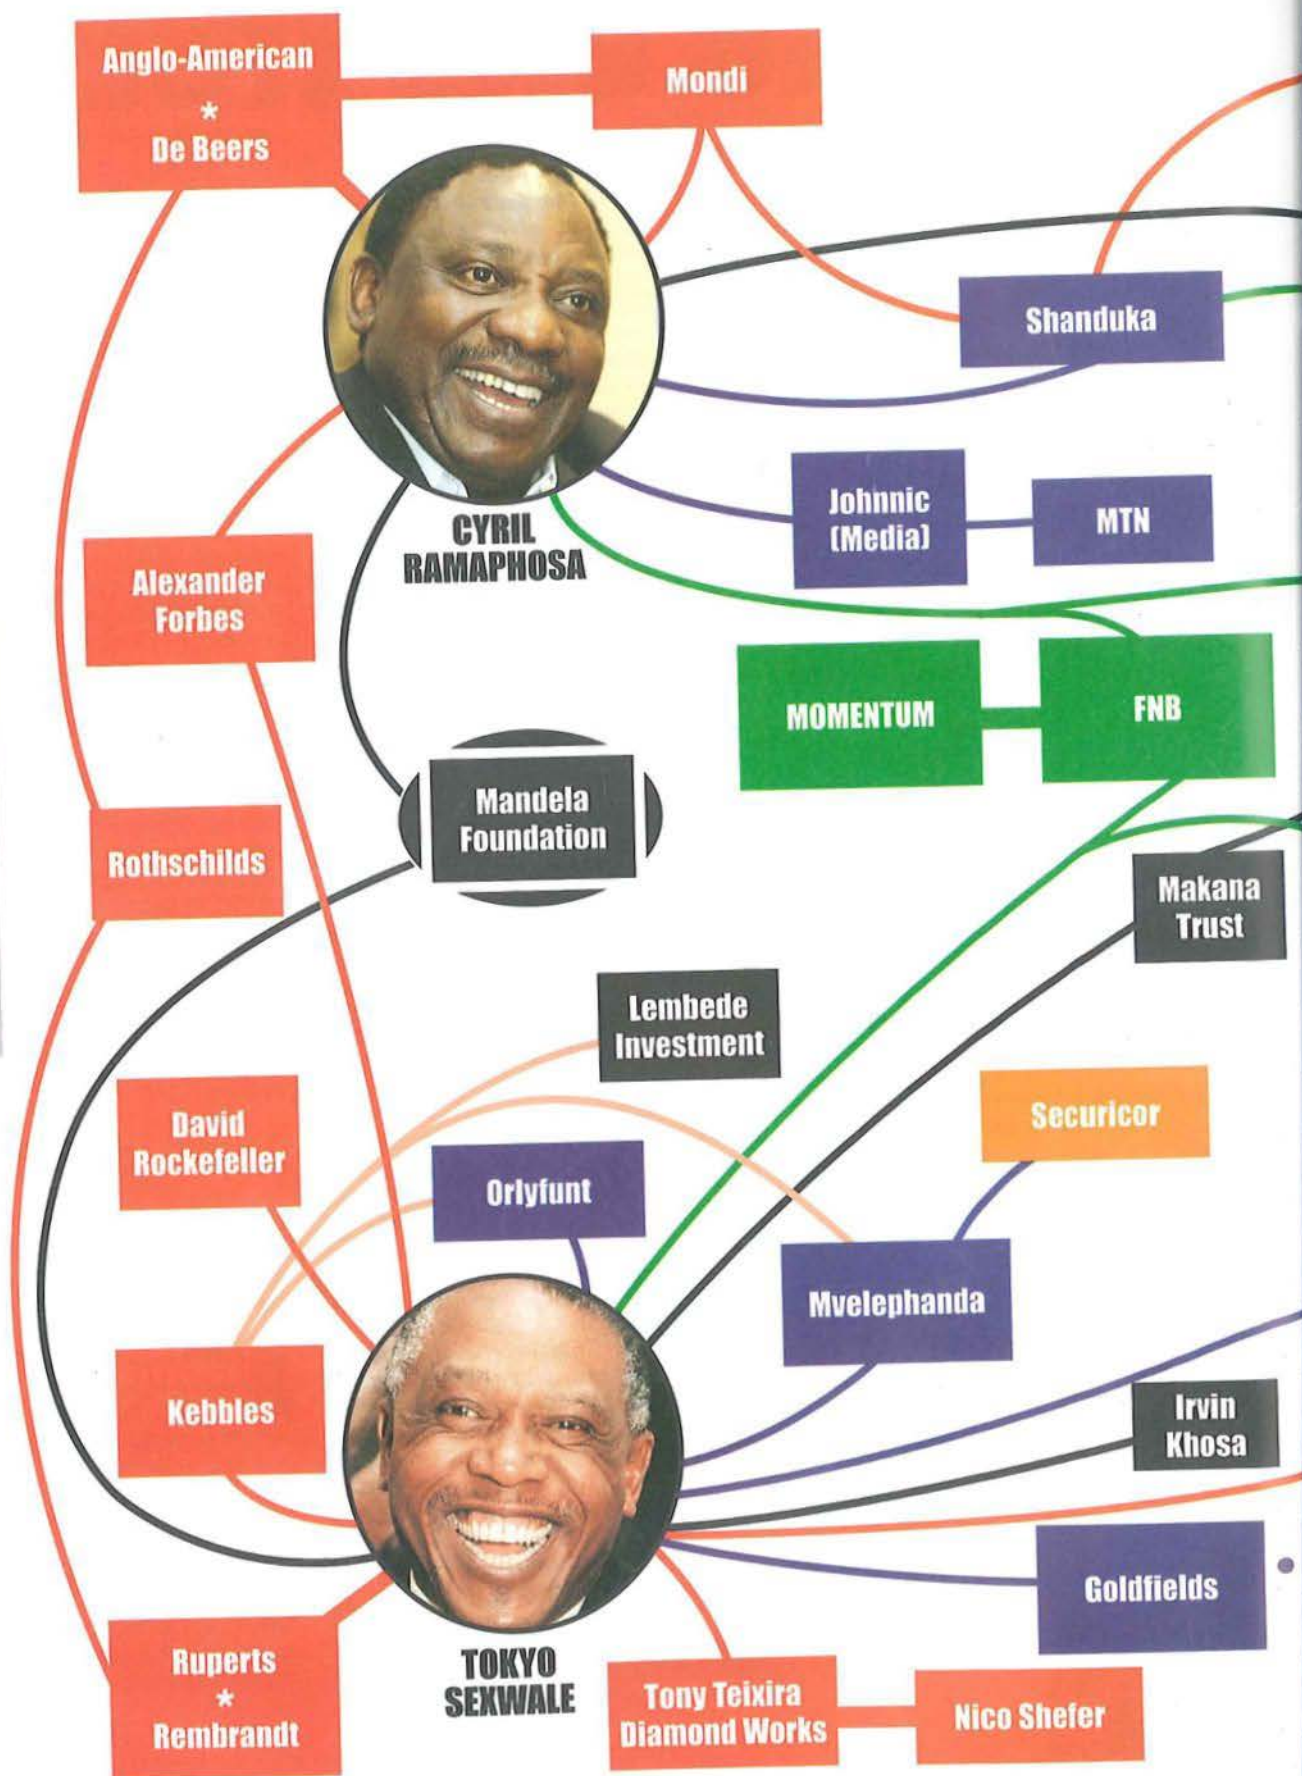 Anglo-American
*
De Beers
Mondi
Shanduka
Johnnic
(Media)
MTN
CYRIL
RAMAPHOSA
Alexander
Forbes
MOMENTUM
FNB
Mandela
Foundation
Rothschilds
Makana
Trust
Lembede
Investment
David
Rockefeller
Securicor
Orlyfunt
Mvelephanda
Kebbles
Irvin
Khosa
Goldfields
TOKYO
SEXWALE
Ruperts
*
Rembrandt
Tony Teixira
Diamond Works
Nico Shefer